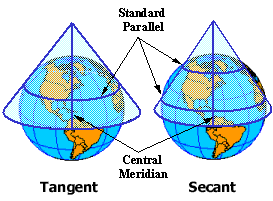 Standard
Parallel
Central
Meridian
Tangent
Secant